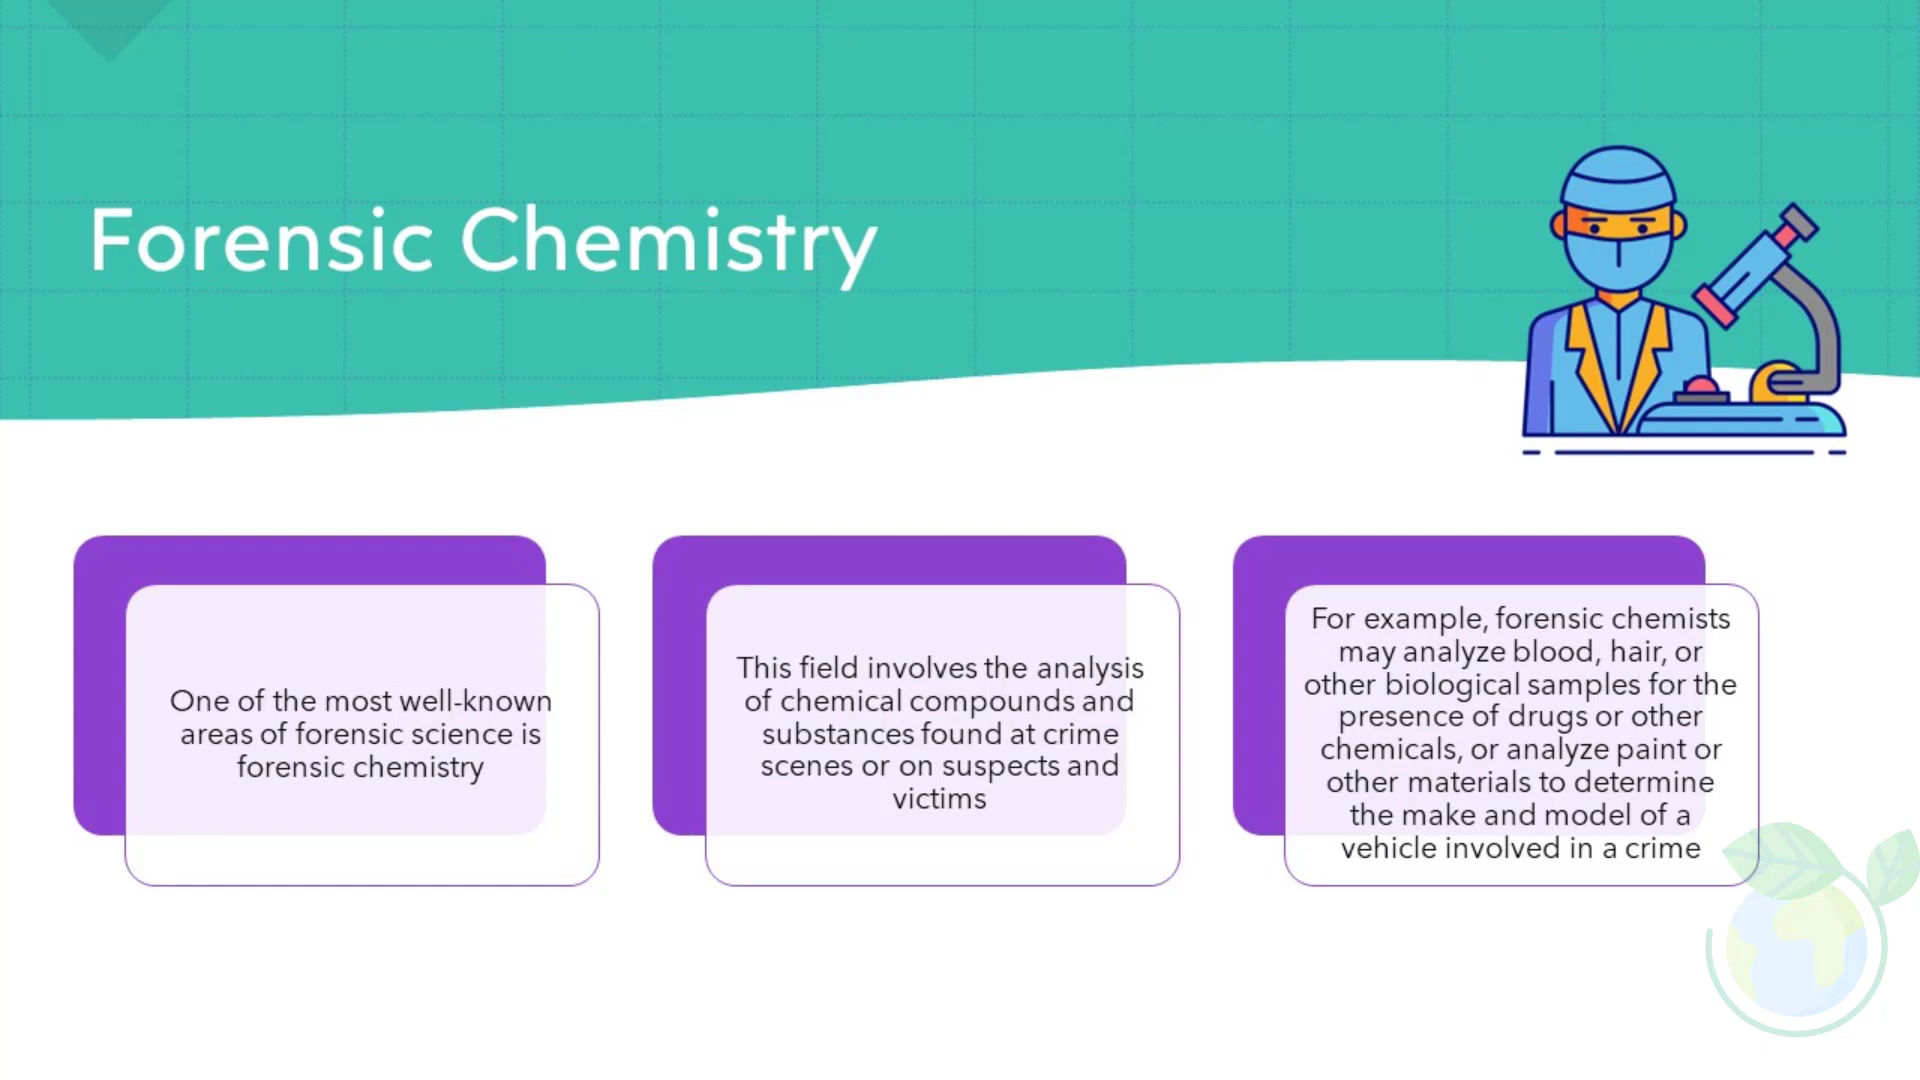 Forensic Chemistry
One of the most well-known
areas of forensic science is
forensic chemistry
This field involves the analysis
of chemical compounds and
substances found at crime
scenes or on suspects and
victims
For example, forensic chemists
may analyze blood, hair, or
other biological samples for the
presence of drugs or other
chemicals, or analyze paint or
other materials to determine
the make and model of a
vehicle involved in a crime